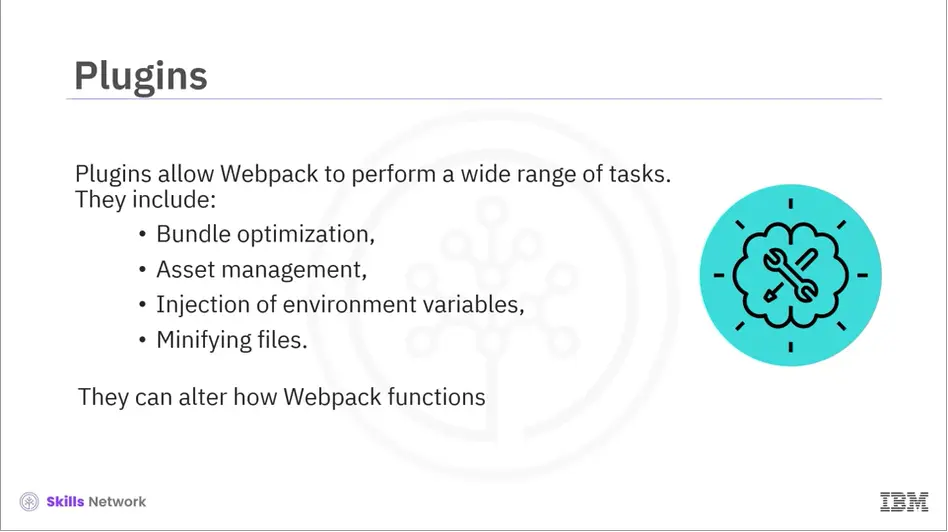 Plugins
Plugins allow Webpack to perform a wide range of tasks.
They include:
• Bundle optimization,
• Asset management,
• Injection of environment variables,
• Minifying files.
They can alter how Webpack functions
Skills Network
IBM